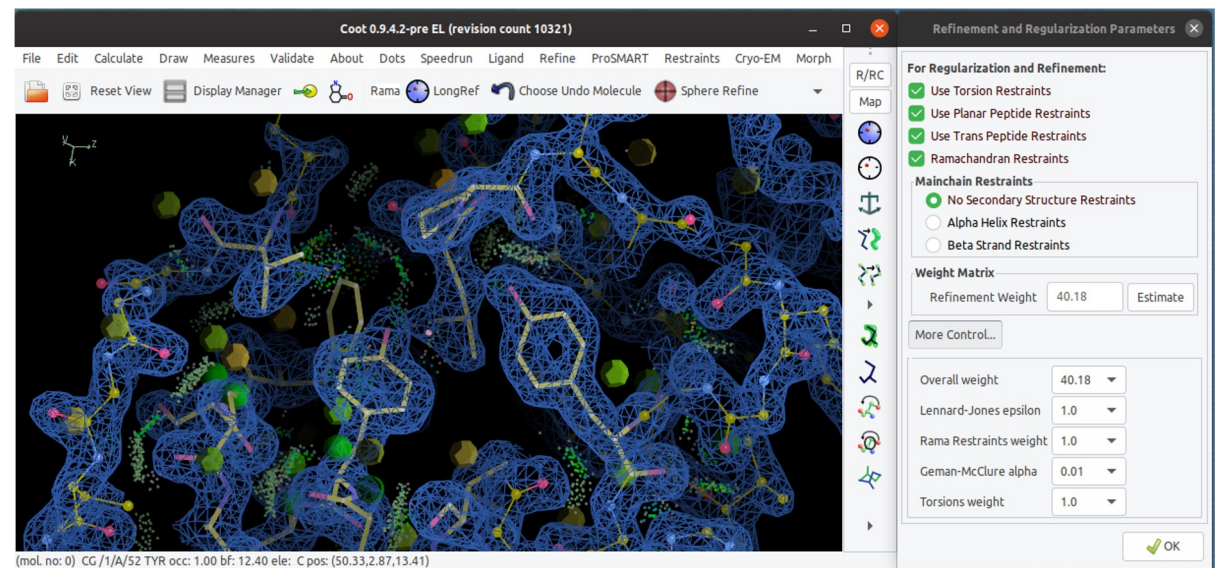 Coot 0.9.4.2-pre EL (revision count 10321)
File Edit Calculate Draw Measures Validate About Dots Speedrun Ligand Refine ProSMART Restraints Cryo-EM Morph
Reset View Display Manager Rama LongRef Choose Undo Molecule Sphere Refine
R/RC
Map
y
z
(mol. no: 0) CG /1/A/52 TYR occ: 1.00 bf: 12.40 ele: C pos: (50.33,2.87,13.41)
Refinement and Regularization Parameters
For Regularization and Refinement:
Use Torsion Restraints
Use Planar Peptide Restraints
Use Trans Peptide Restraints
Ramachandran Restraints
Mainchain Restraints
No Secondary Structure Restraints
Alpha Helix Restraints
Beta Strand Restraints
Weight Matrix
Refinement Weight 40.18 Estimate
More Control...
Overall weight 40.18
Lennard-Jones epsilon 1.0
Rama Restraints weight 1.0
Geman-McClure alpha 0.01
Torsions weight 1.0
OK